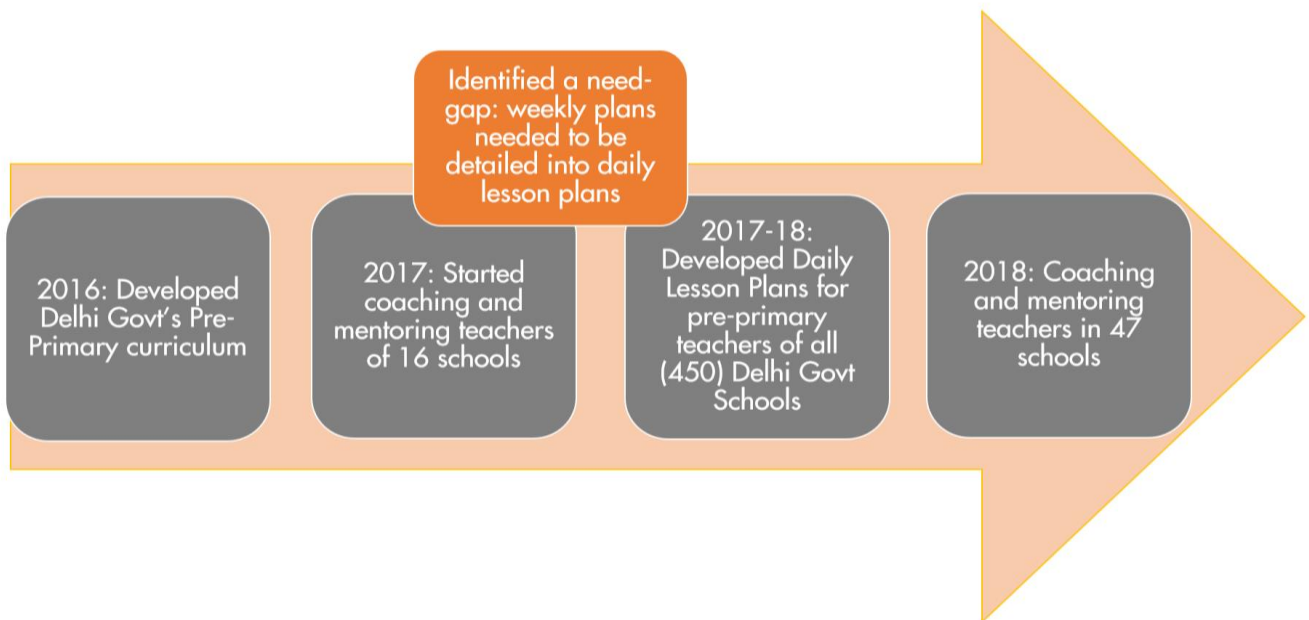 Identified a need-
gap: weekly plans
needed to be
detailed into daily
lesson plans
2016: Developed
Delhi Govt’s Pre-
Primary curriculum
2017: Started
coaching and
mentoring teachers
of 16 schools
2017-18:
Developed Daily
Lesson Plans for
pre-primary
teachers of all
(450) Delhi Govt
Schools
2018: Coaching
and mentoring
teachers in 47
schools